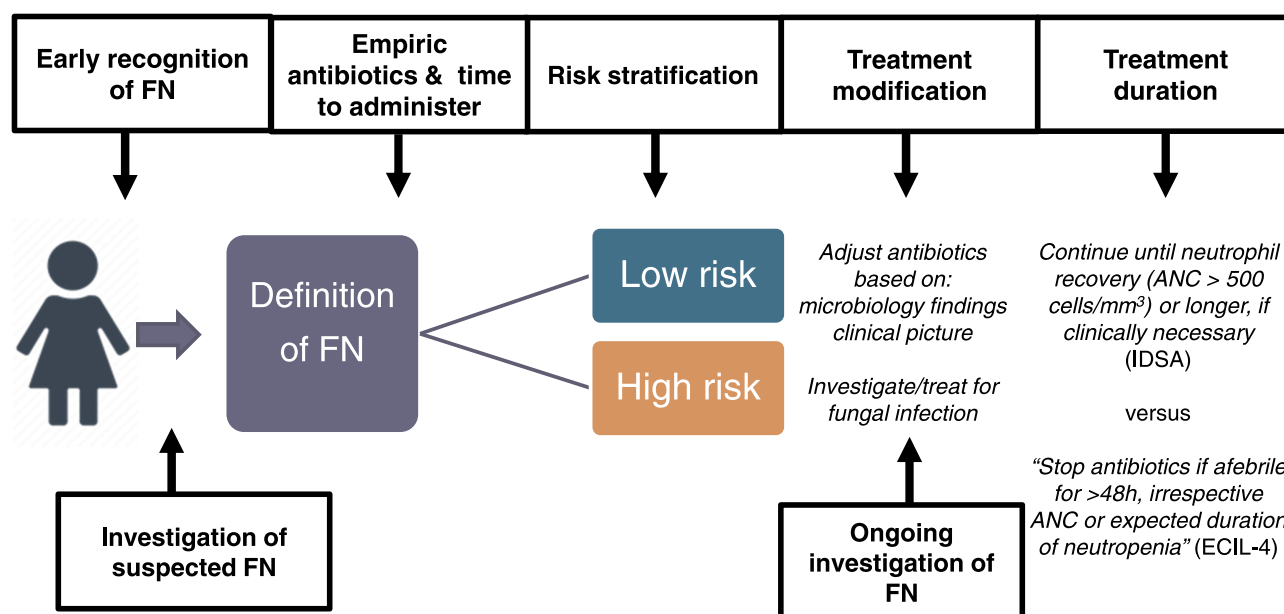 Early recognition
of FN
Empiric
antibiotics & time
to administer
Risk stratification
Treatment
modification
Treatment
duration
Definition
of FN
Low risk
High risk
Adjust antibiotics
based on:
microbiology findings
clinical picture
Investigate/treat for
fungal infection
Continue until neutrophil
recovery (ANC > 500
cells/mm³) or longer, if
clinically necessary
(IDSA)
versus
“Stop antibiotics if afebrile
for >48h, irrespective
ANC or expected duration
of neutropenia” (ECIL-4)
Investigation of
suspected FN
Ongoing
investigation of
FN